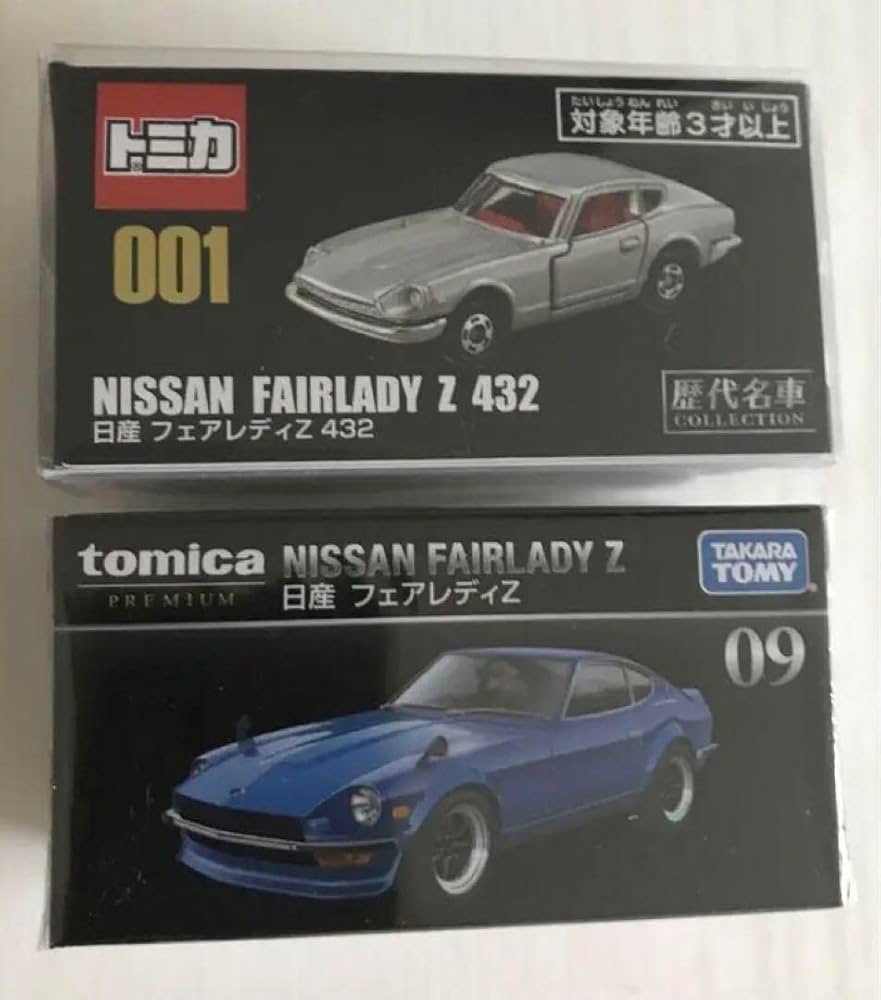 トミカ
たいしょうねんれい さいいじょう
対象年齢3才以上
001
NISSAN FAIRLADY Z 432
日産 フェアレディZ 432
歴代名車
COLLECTION
tomica
PREMIUM
NISSAN FAIRLADY Z
日産 フェアレディZ
TAKARA
TOMY
09